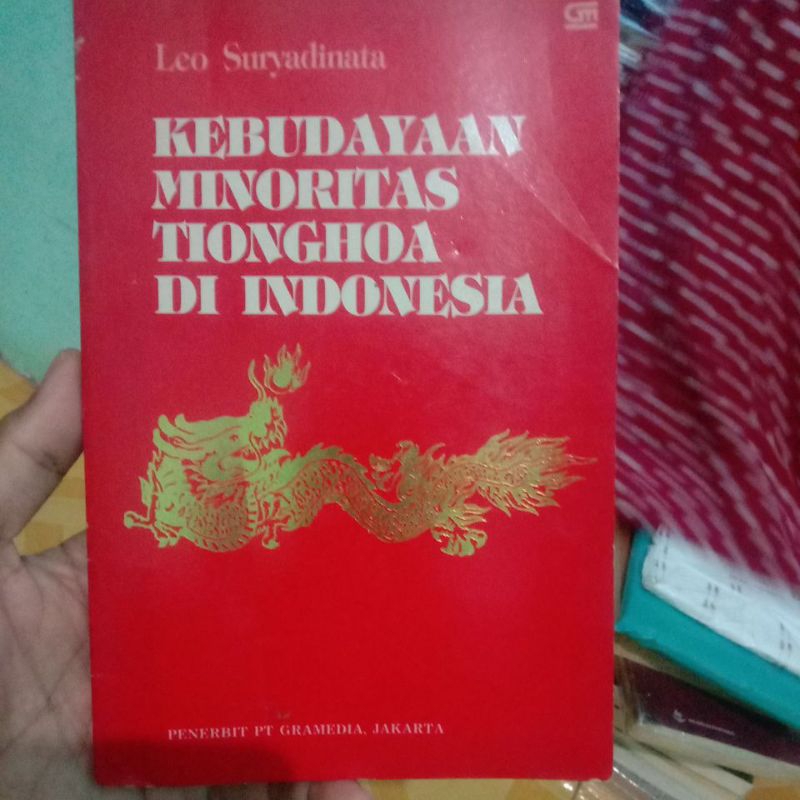 Leo Suryadinata
KEBUDAYAAN
MINORITAS
TIONGHOA
DI INDONESIA
PENERBIT PT GRAMEDIA, JAKARTA